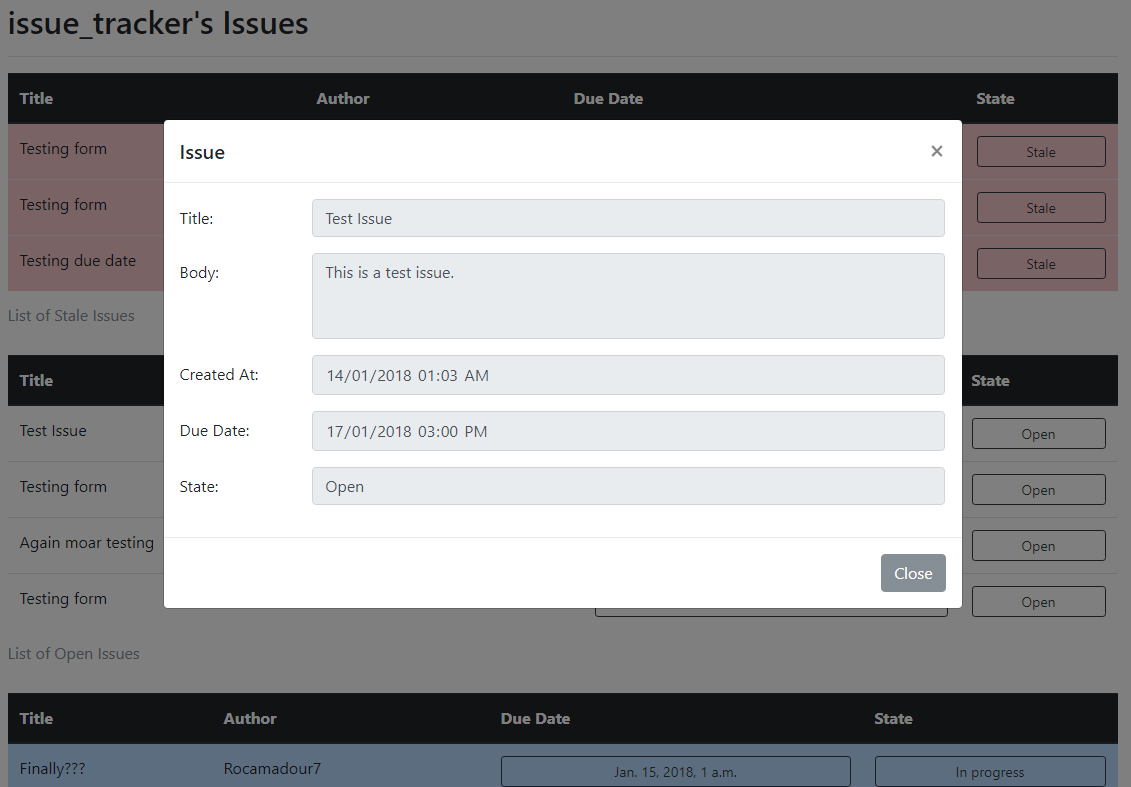 issue_tracker's Issues
Title Author Due Date State
Testing form Stale
Testing form Stale
Testing due date Stale
List of Stale Issues
Issue ×
Title: Test Issue
Body: This is a test issue.
Created At: 14/01/2018 01:03 AM
Due Date: 17/01/2018 03:00 PM
State: Open
Close
Title State
Test Issue Open
Testing form Open
Again moar testing Open
Testing form Open
List of Open Issues
Title Author Due Date State
Finally??? Rocamadour7 Jan. 15, 2018, 1 a.m. In progress